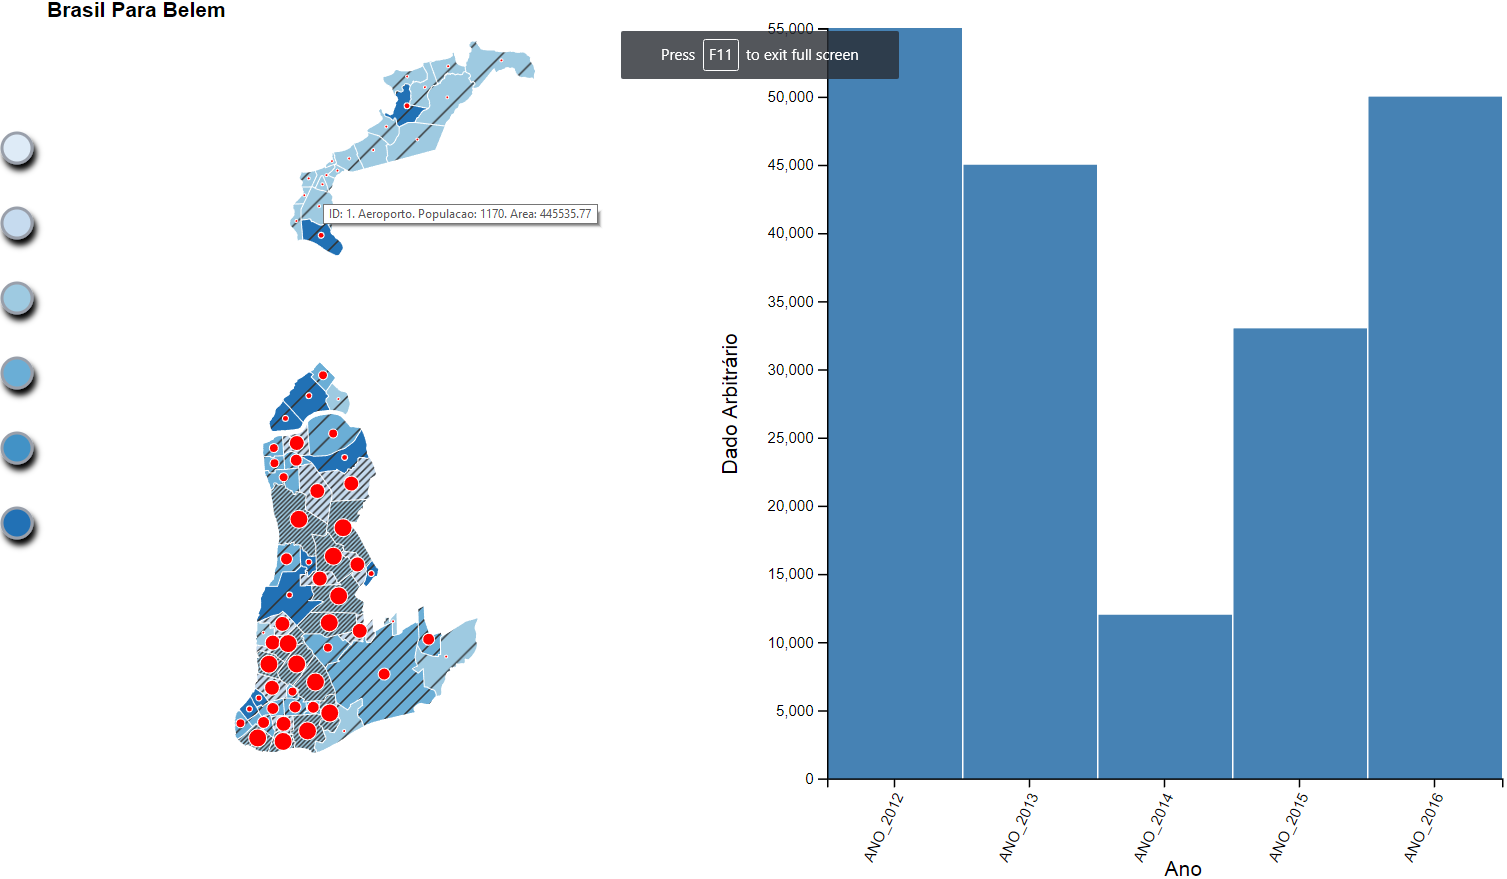 Brasil Para Belem
Press F11 to exit full screen
ID: 1. Aeroporto. Populacao: 1170. Area: 445535.77
55,000
50,000
45,000
40,000
35,000
30,000
25,000
20,000
15,000
10,000
5,000
0
Dado Arbitrário
ANO_2012
ANO_2013
ANO_2014
ANO_2015
ANO_2016
Ano